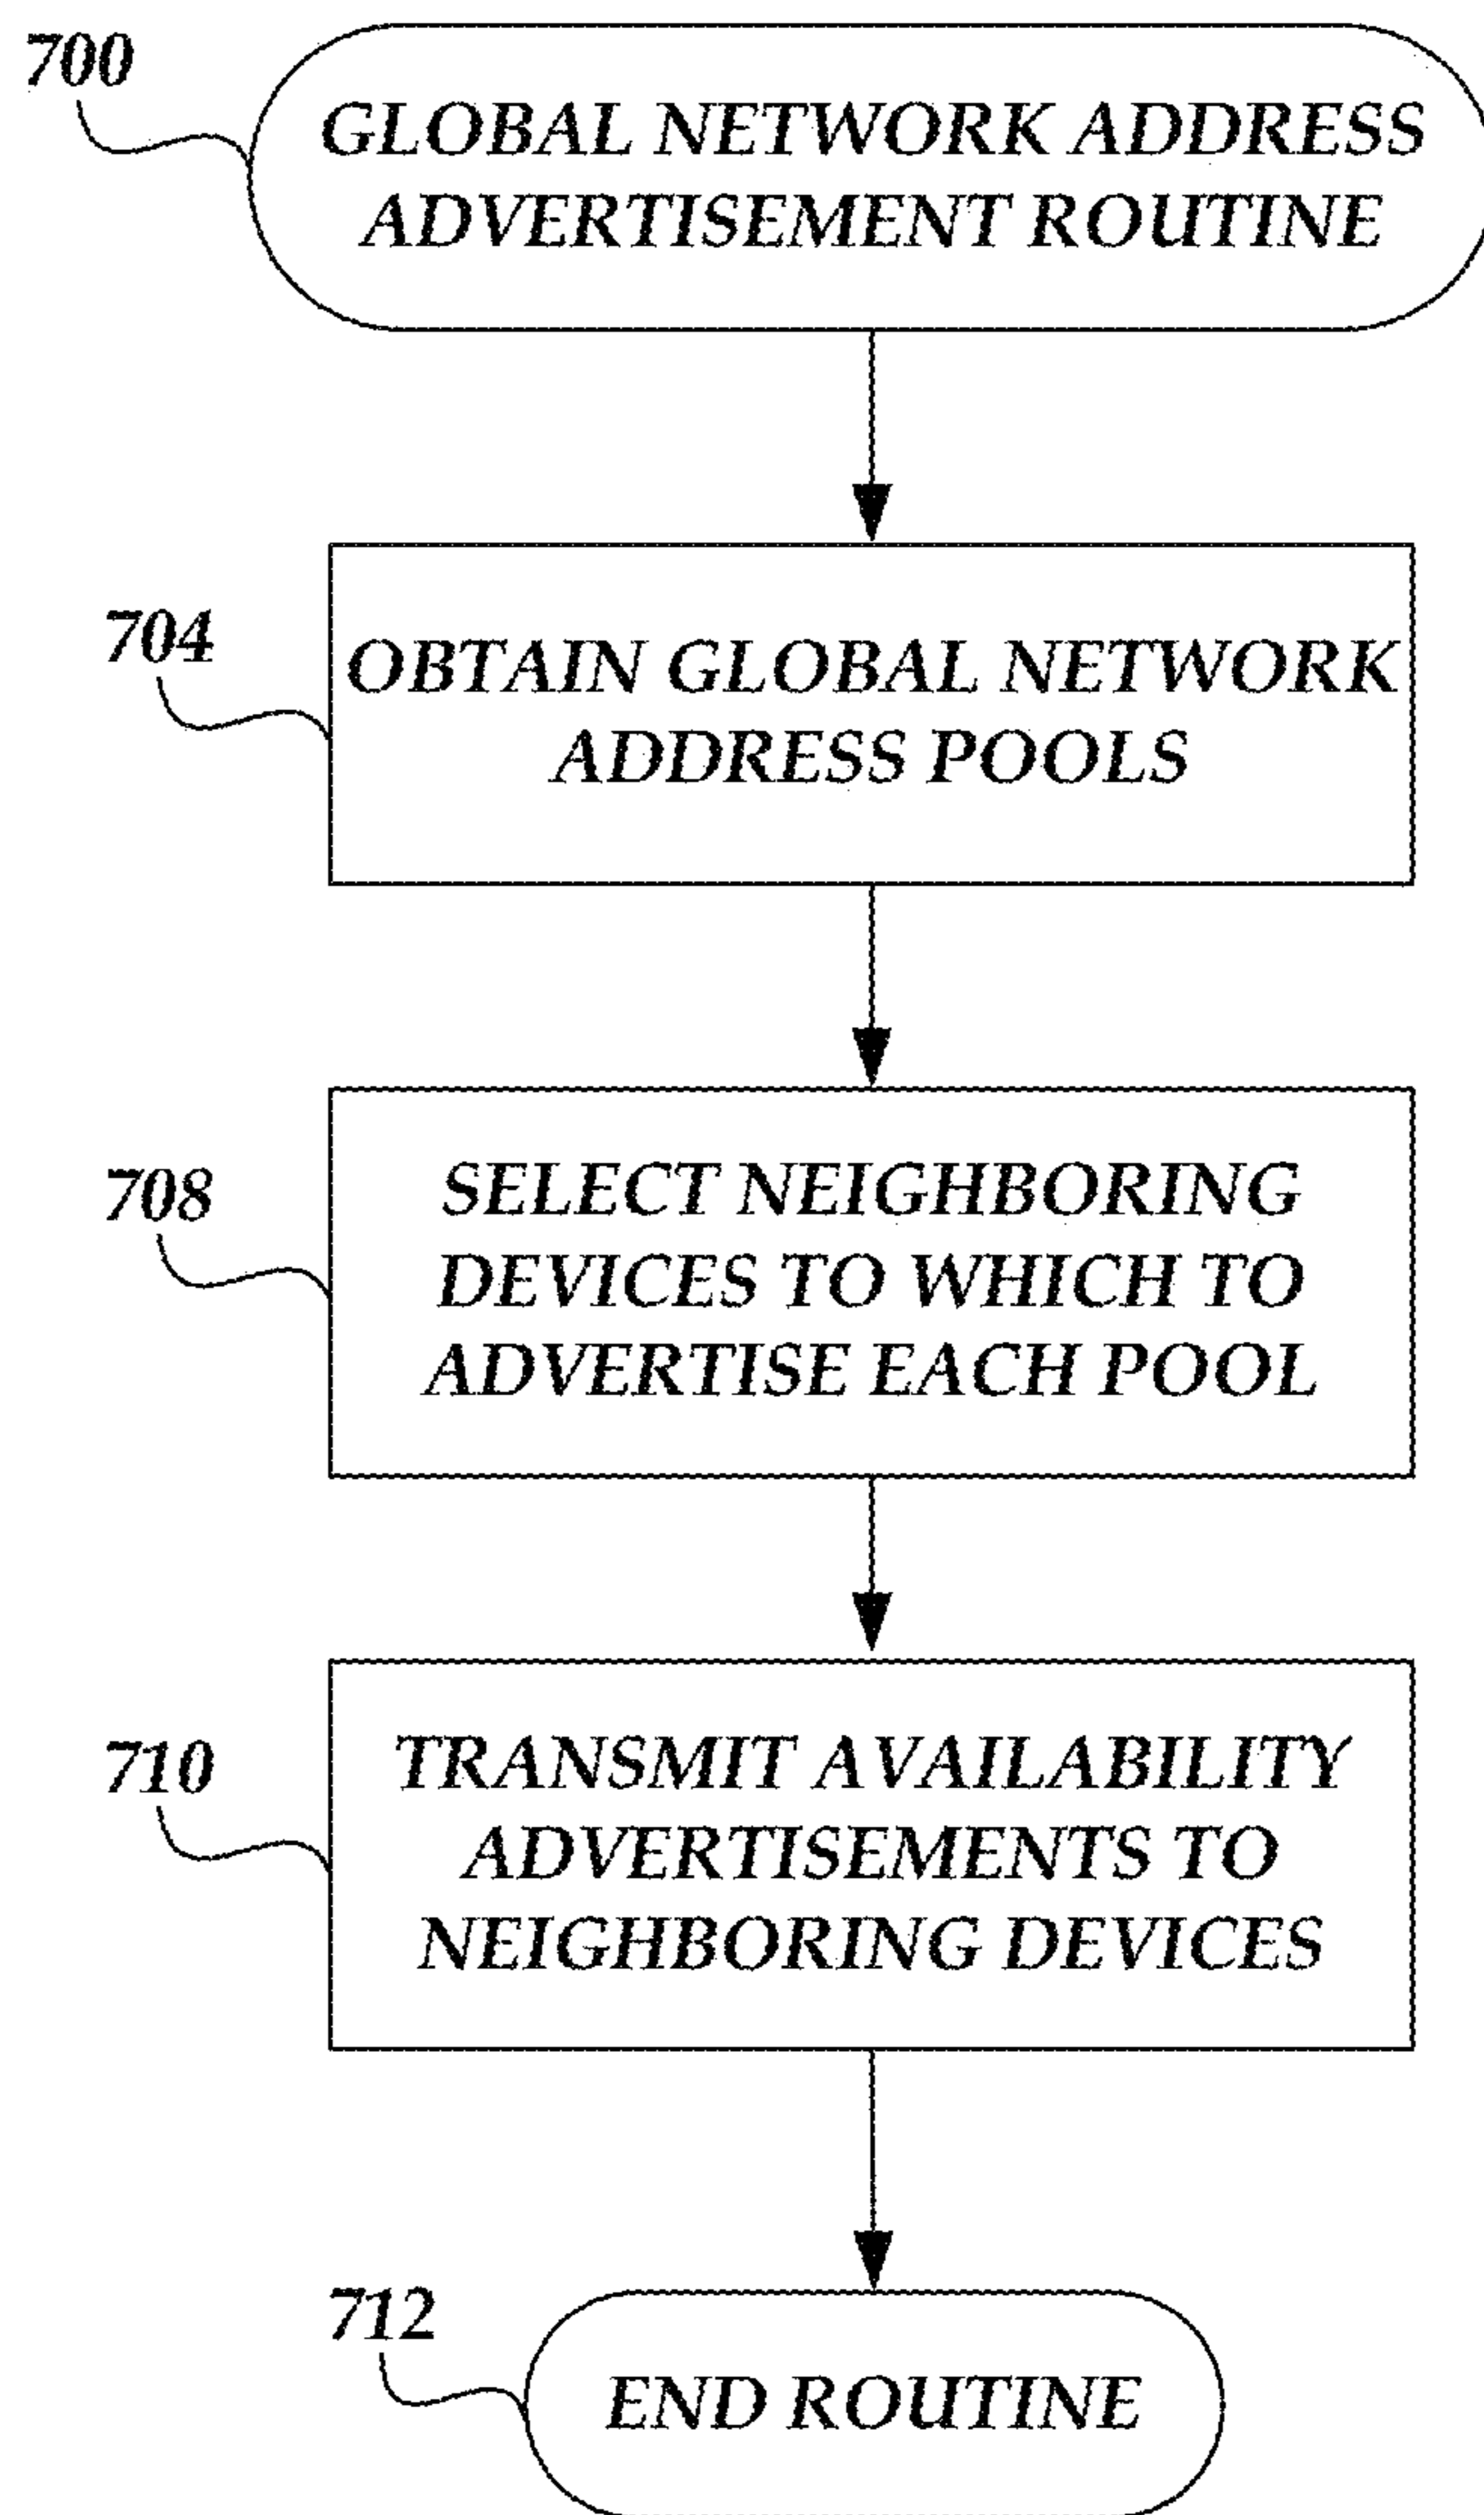 700
GLOBAL NETWORK ADDRESS
ADVERTISEMENT ROUTINE
704
OBTAIN GLOBAL NETWORK
ADDRESS POOLS
708
SELECT NEIGHBORING
DEVICES TO WHICH TO
ADVERTISE EACH POOL
710
TRANSMIT AVAILABILITY
ADVERTISEMENTS TO
NEIGHBORING DEVICES
712
END ROUTINE